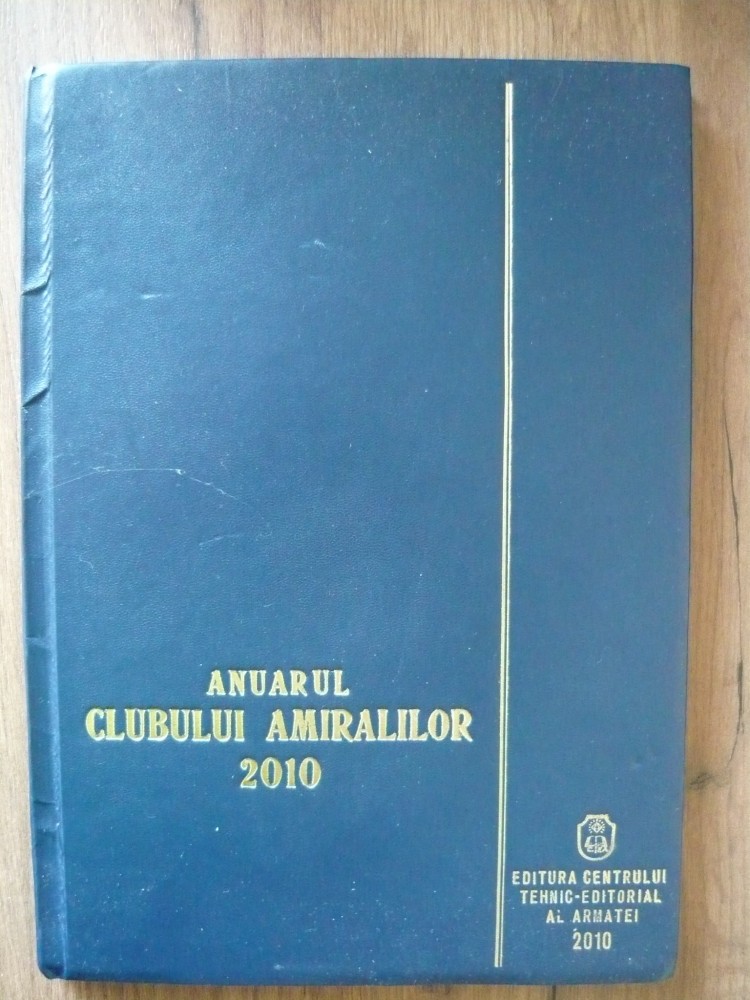 ANUARUL
CLUBULUI AMIRALILOR
2010
EDITURA CENTRULUI
TEHNIC-EDITORIAL
AL ARMATEI
2010